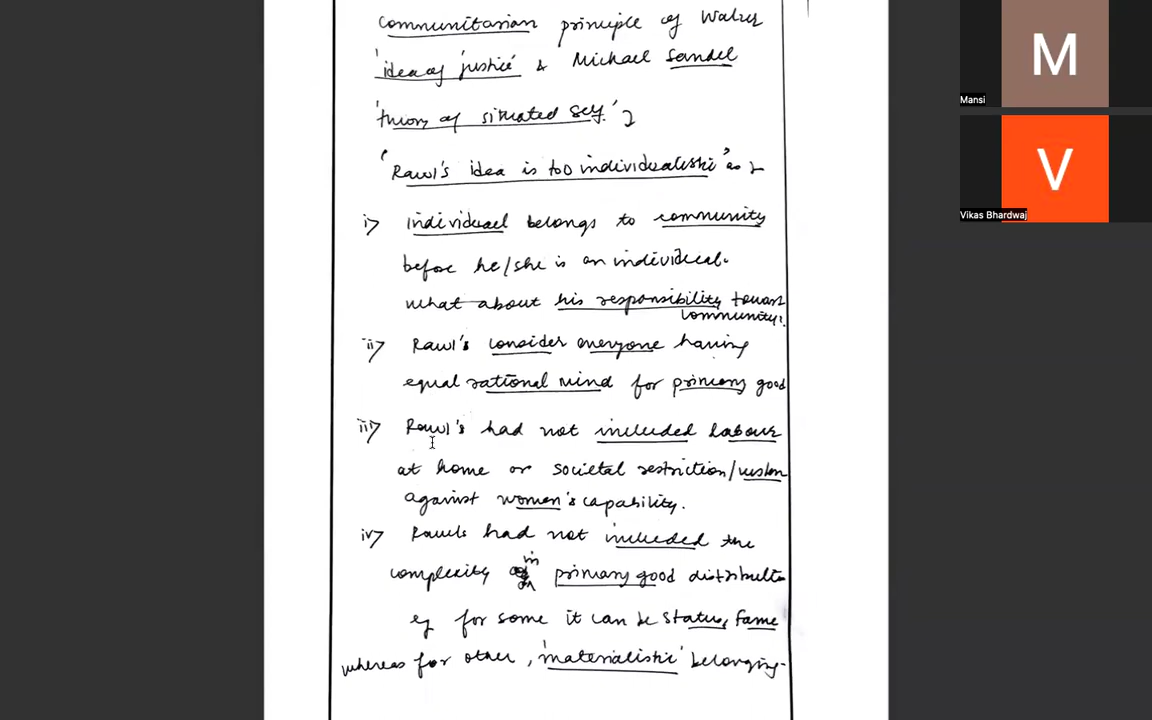 communitarian principle of Walzer
'idea of justice' & Michael Sandel
'theory of situated self'
'Rawl's idea is too individualistic' as
i> Individual belongs to community
before he/she is an individual.
what about his responsibility towards
community?
ii> Rawl's consider everyone having
equal rational mind for primary good
iii> Rawl's had not included Labour
at home or societal restriction/custom
against women's capability.
iv> Rawls had not included the
complexity in primary good distribution
eg for some it can be status, fame
whereas for other, 'materialistic' belonging-
M
Mansi
V
Vikas Bhardwaj